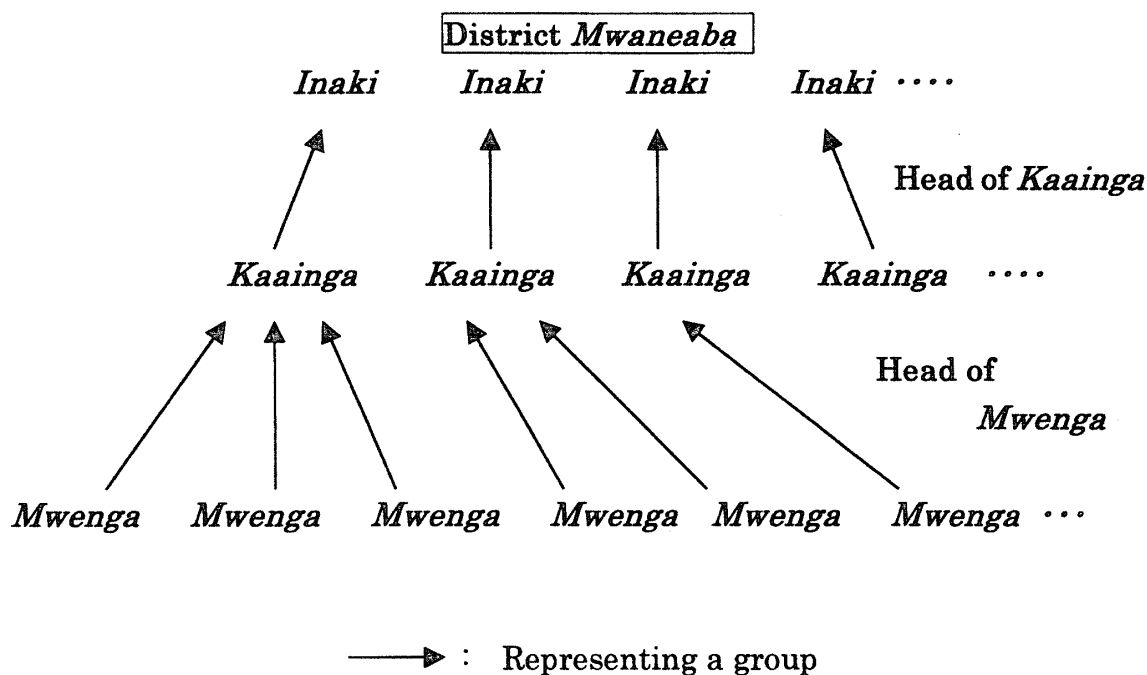 District Mwaneaba
Inaki Inaki Inaki Inaki ････
Head of Kaainga
Kaainga Kaainga Kaainga Kaainga ････
Head of
Mwenga
Mwenga Mwenga Mwenga Mwenga Mwenga Mwenga ･･･
: Representing a group